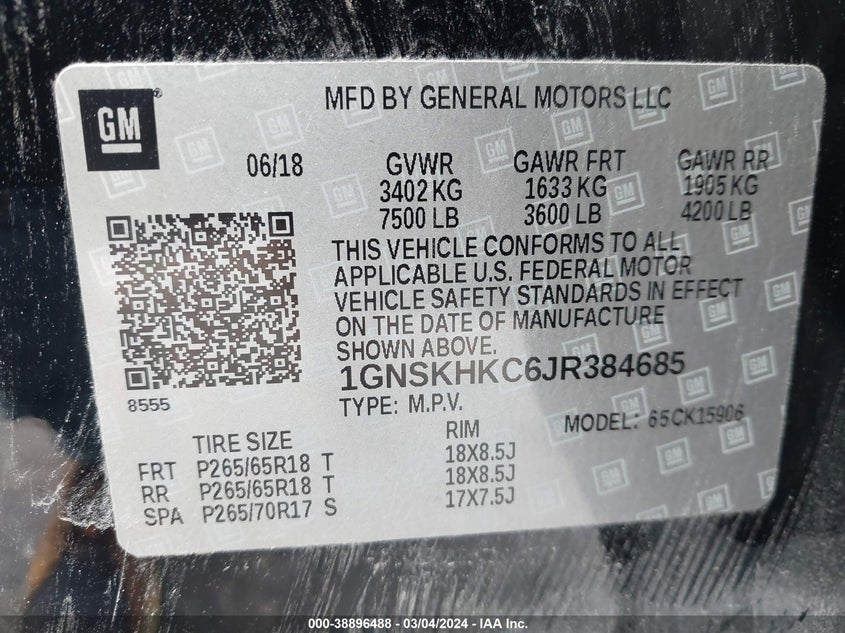 GM
MFD BY GENERAL MOTORS LLC
06/18 GVWR GAWR FRT GAWR RR
3402 KG 1633 KG 1905 KG
7500 LB 3600 LB 4200 LB
THIS VEHICLE CONFORMS TO ALL
APPLICABLE U.S. FEDERAL MOTOR
VEHICLE SAFETY STANDARDS IN EFFECT
ON THE DATE OF MANUFACTURE
SHOWN ABOVE.
1GNSKHKC6JR384685
8555
TYPE: M.P.V. MODEL: 65CK15906
TIRE SIZE RIM
FRT P265/65R18 T 18X8.5J
RR P265/65R18 T 18X8.5J
SPA P265/70R17 S 17X7.5J
000-38896488 - 03/04/2024 - IAA Inc.